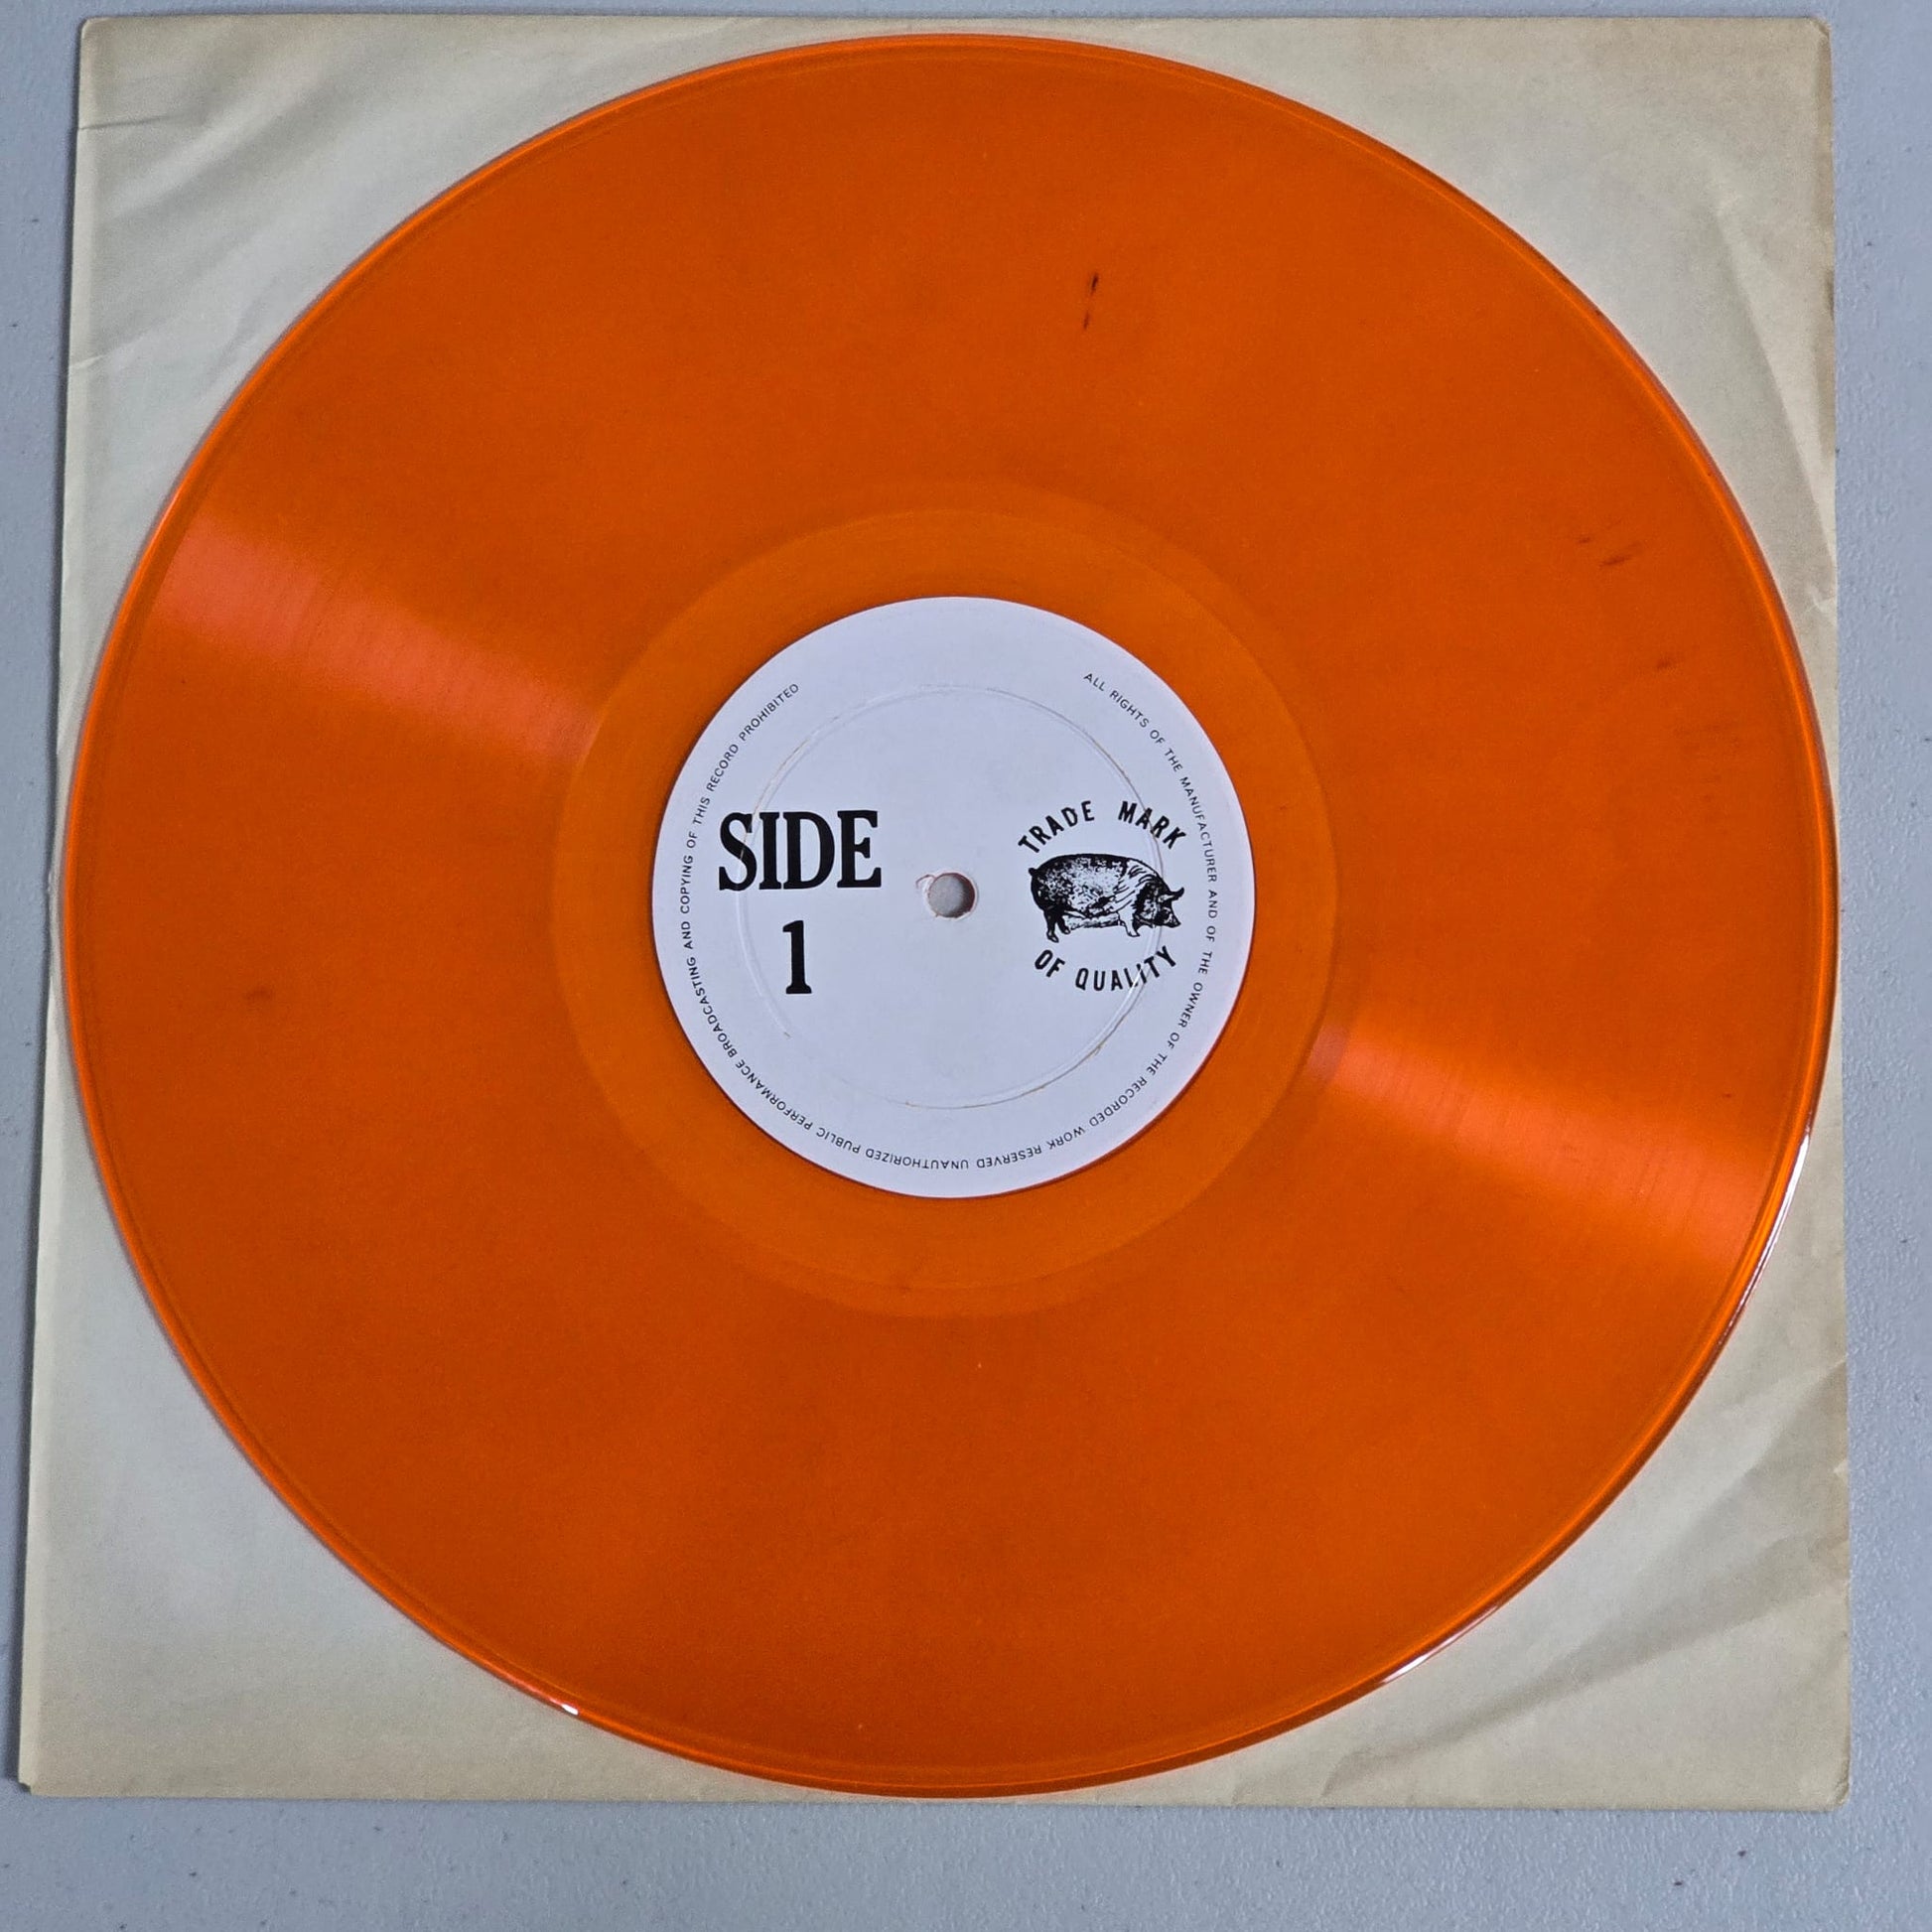 SIDE
1
TRADE MARK
OF QUALITY
ALL RIGHTS OF THE MANUFACTURER AND OF THE OWNER OF THE RECORDED WORK RESERVED UNAUTHORIZED PUBLIC PERFORMANCE BROADCASTING AND COPYING OF THIS RECORD PROHIBITED